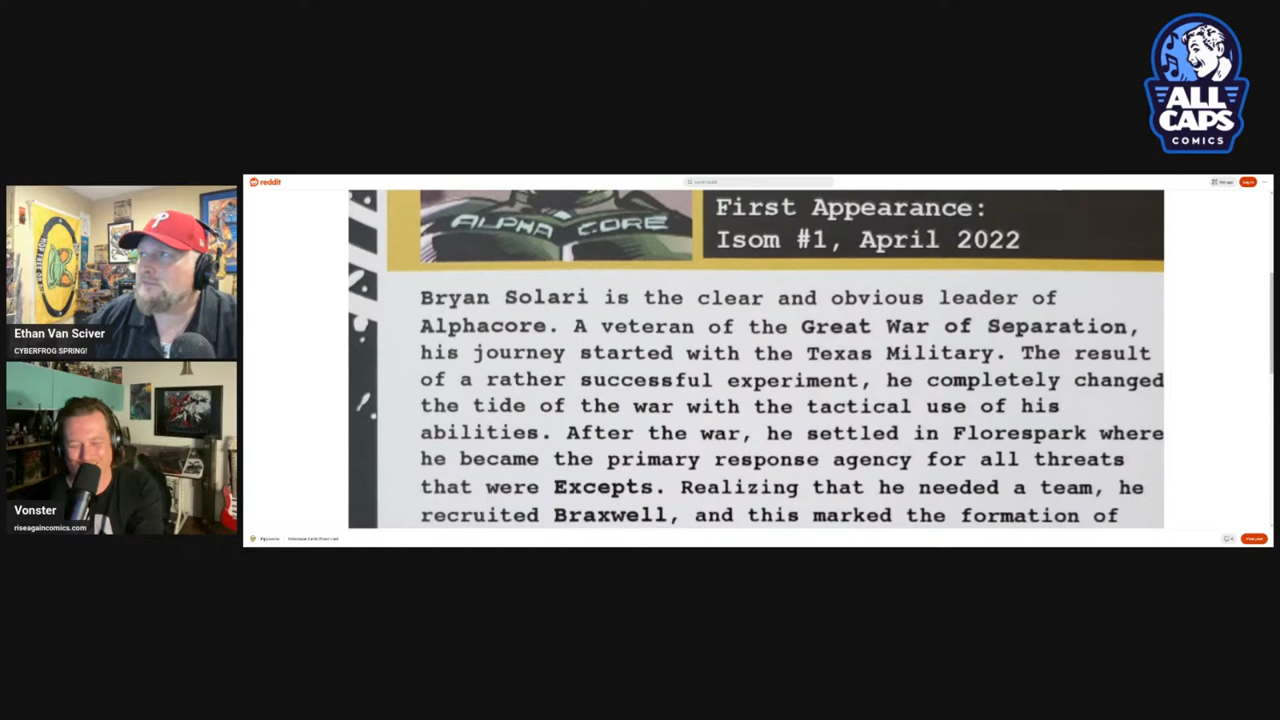 ALL
CAPS
COMICS
reddit
Log In
ALPHA CORE
First Appearance:
Isom #1, April 2022
Bryan Solari is the clear and obvious leader of
Alphacore. A veteran of the Great War of Separation,
his journey started with the Texas Military. The result
of a rather successful experiment, he completely changed
the tide of the war with the tactical use of his
abilities. After the war, he settled in Florespark where
he became the primary response agency for all threats
that were Excepts. Realizing that he needed a team, he
recruited Braxwell, and this marked the formation of
Ethan Van Sciver
CYBERFROG SPRING!
Vonster
riseagaincomics.com